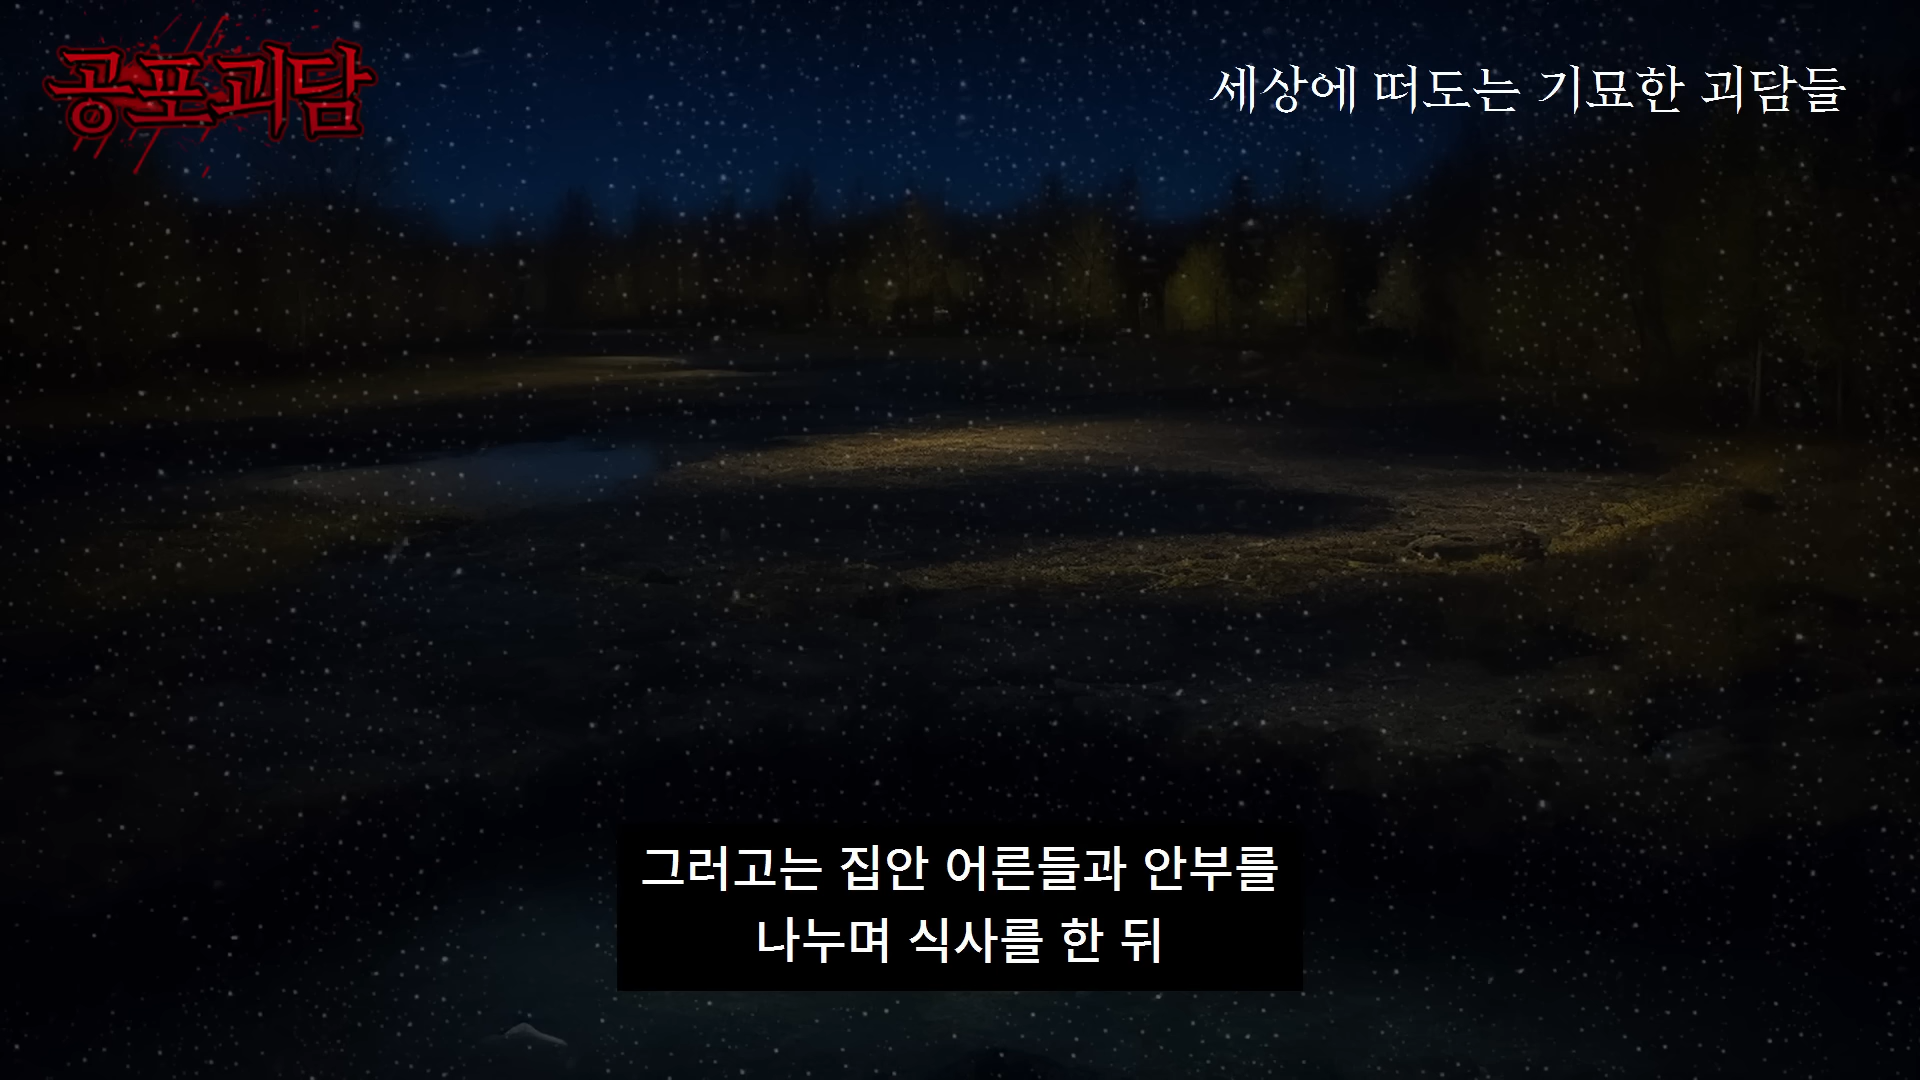 공포괴담
세상에 떠도는 기묘한 괴담들
그러고는 집안 어른들과 안부를
나누며 식사를 한 뒤